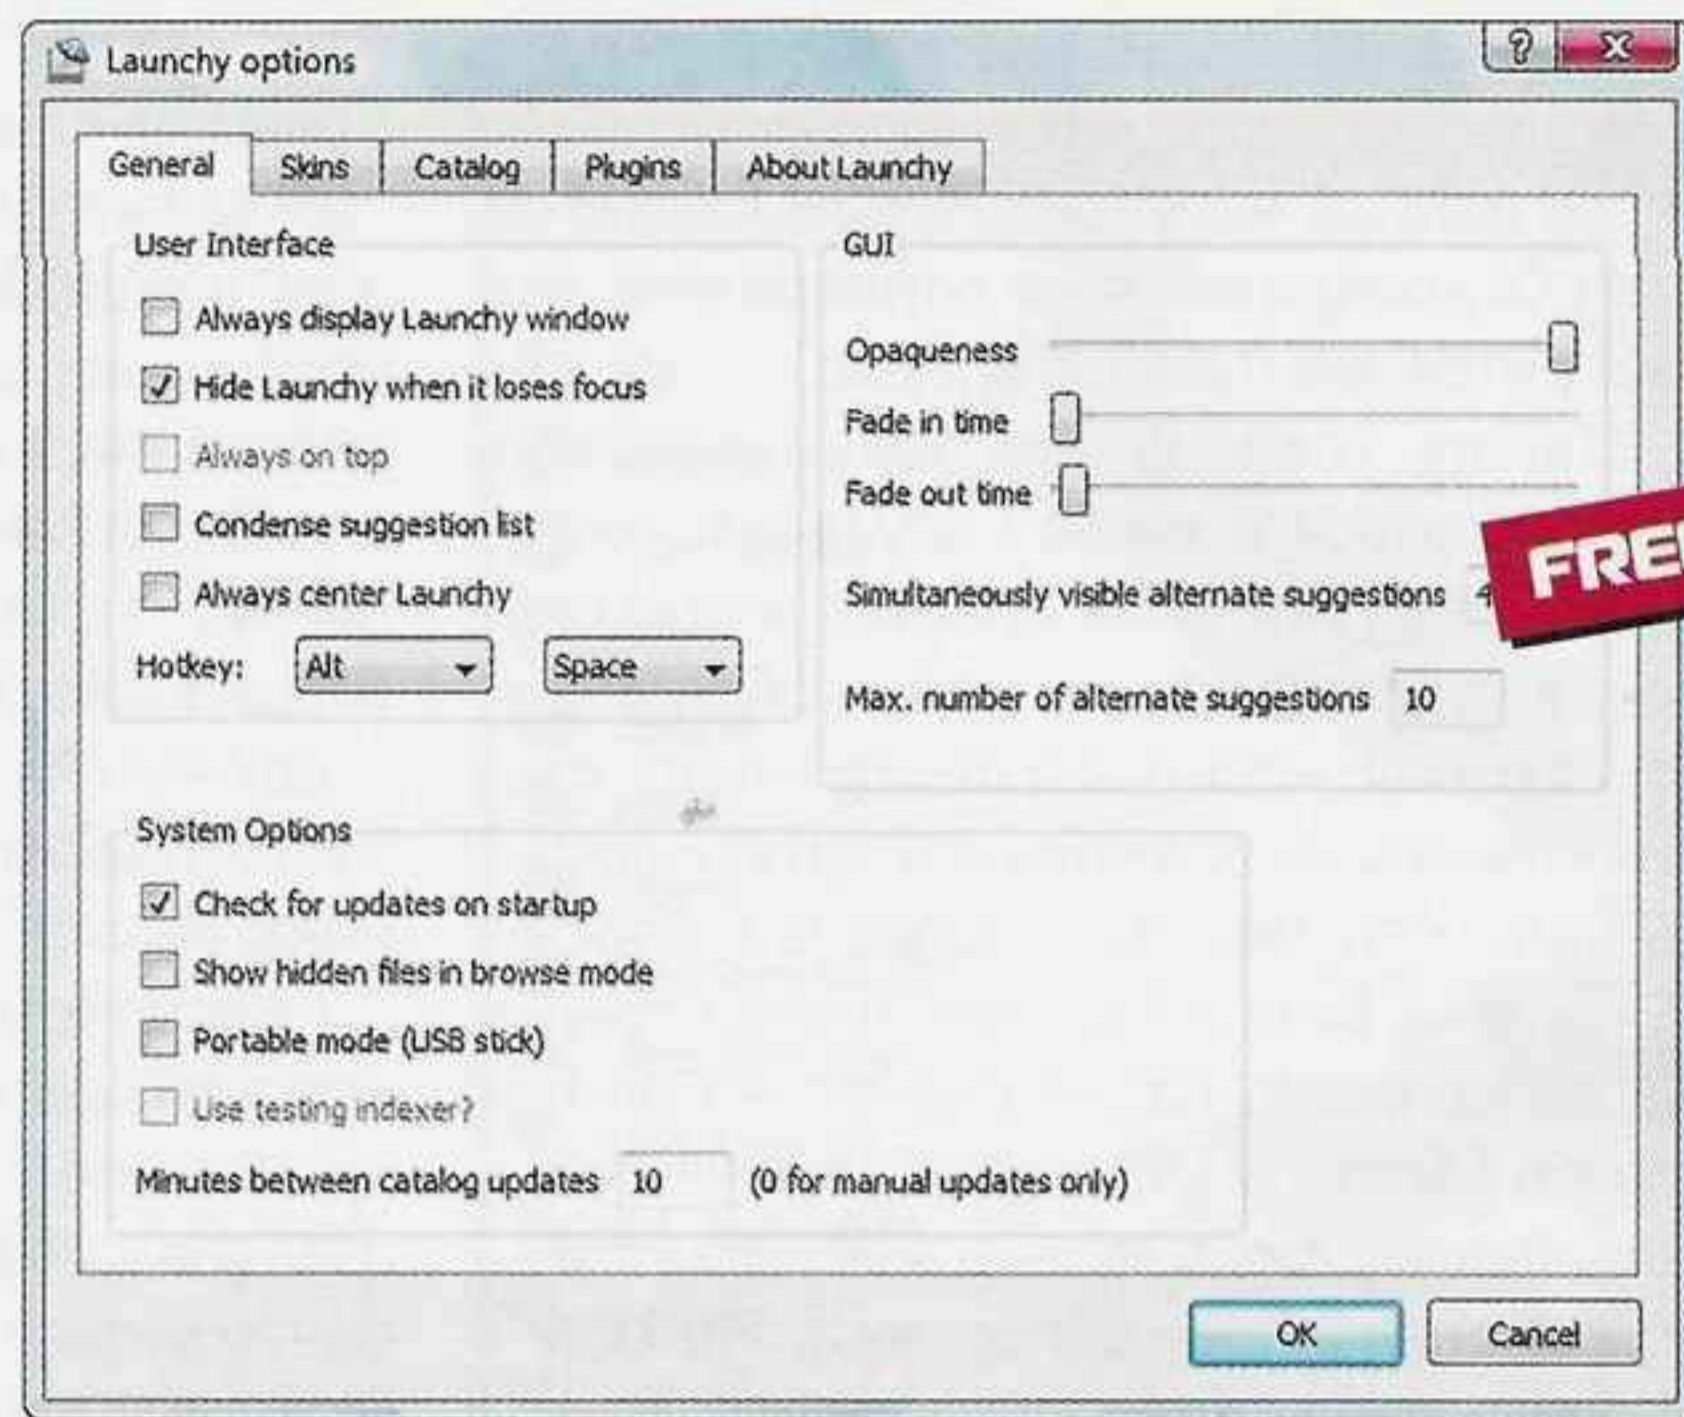 Launchy options
General Skins Catalog Plugins About Launchy
User Interface
Always display Launchy window
Hide Launchy when it loses focus
Always on top
Condense suggestion list
Always center Launchy
Hotkey: Alt Space
GUI
Opaqueness
Fade in time
Fade out time
Simultaneously visible alternate suggestions 4
Max. number of alternate suggestions 10
FREE
System Options
Check for updates on startup
Show hidden files in browse mode
Portable mode (USB stick)
Use testing indexer?
Minutes between catalog updates 10 (0 for manual updates only)
OK Cancel